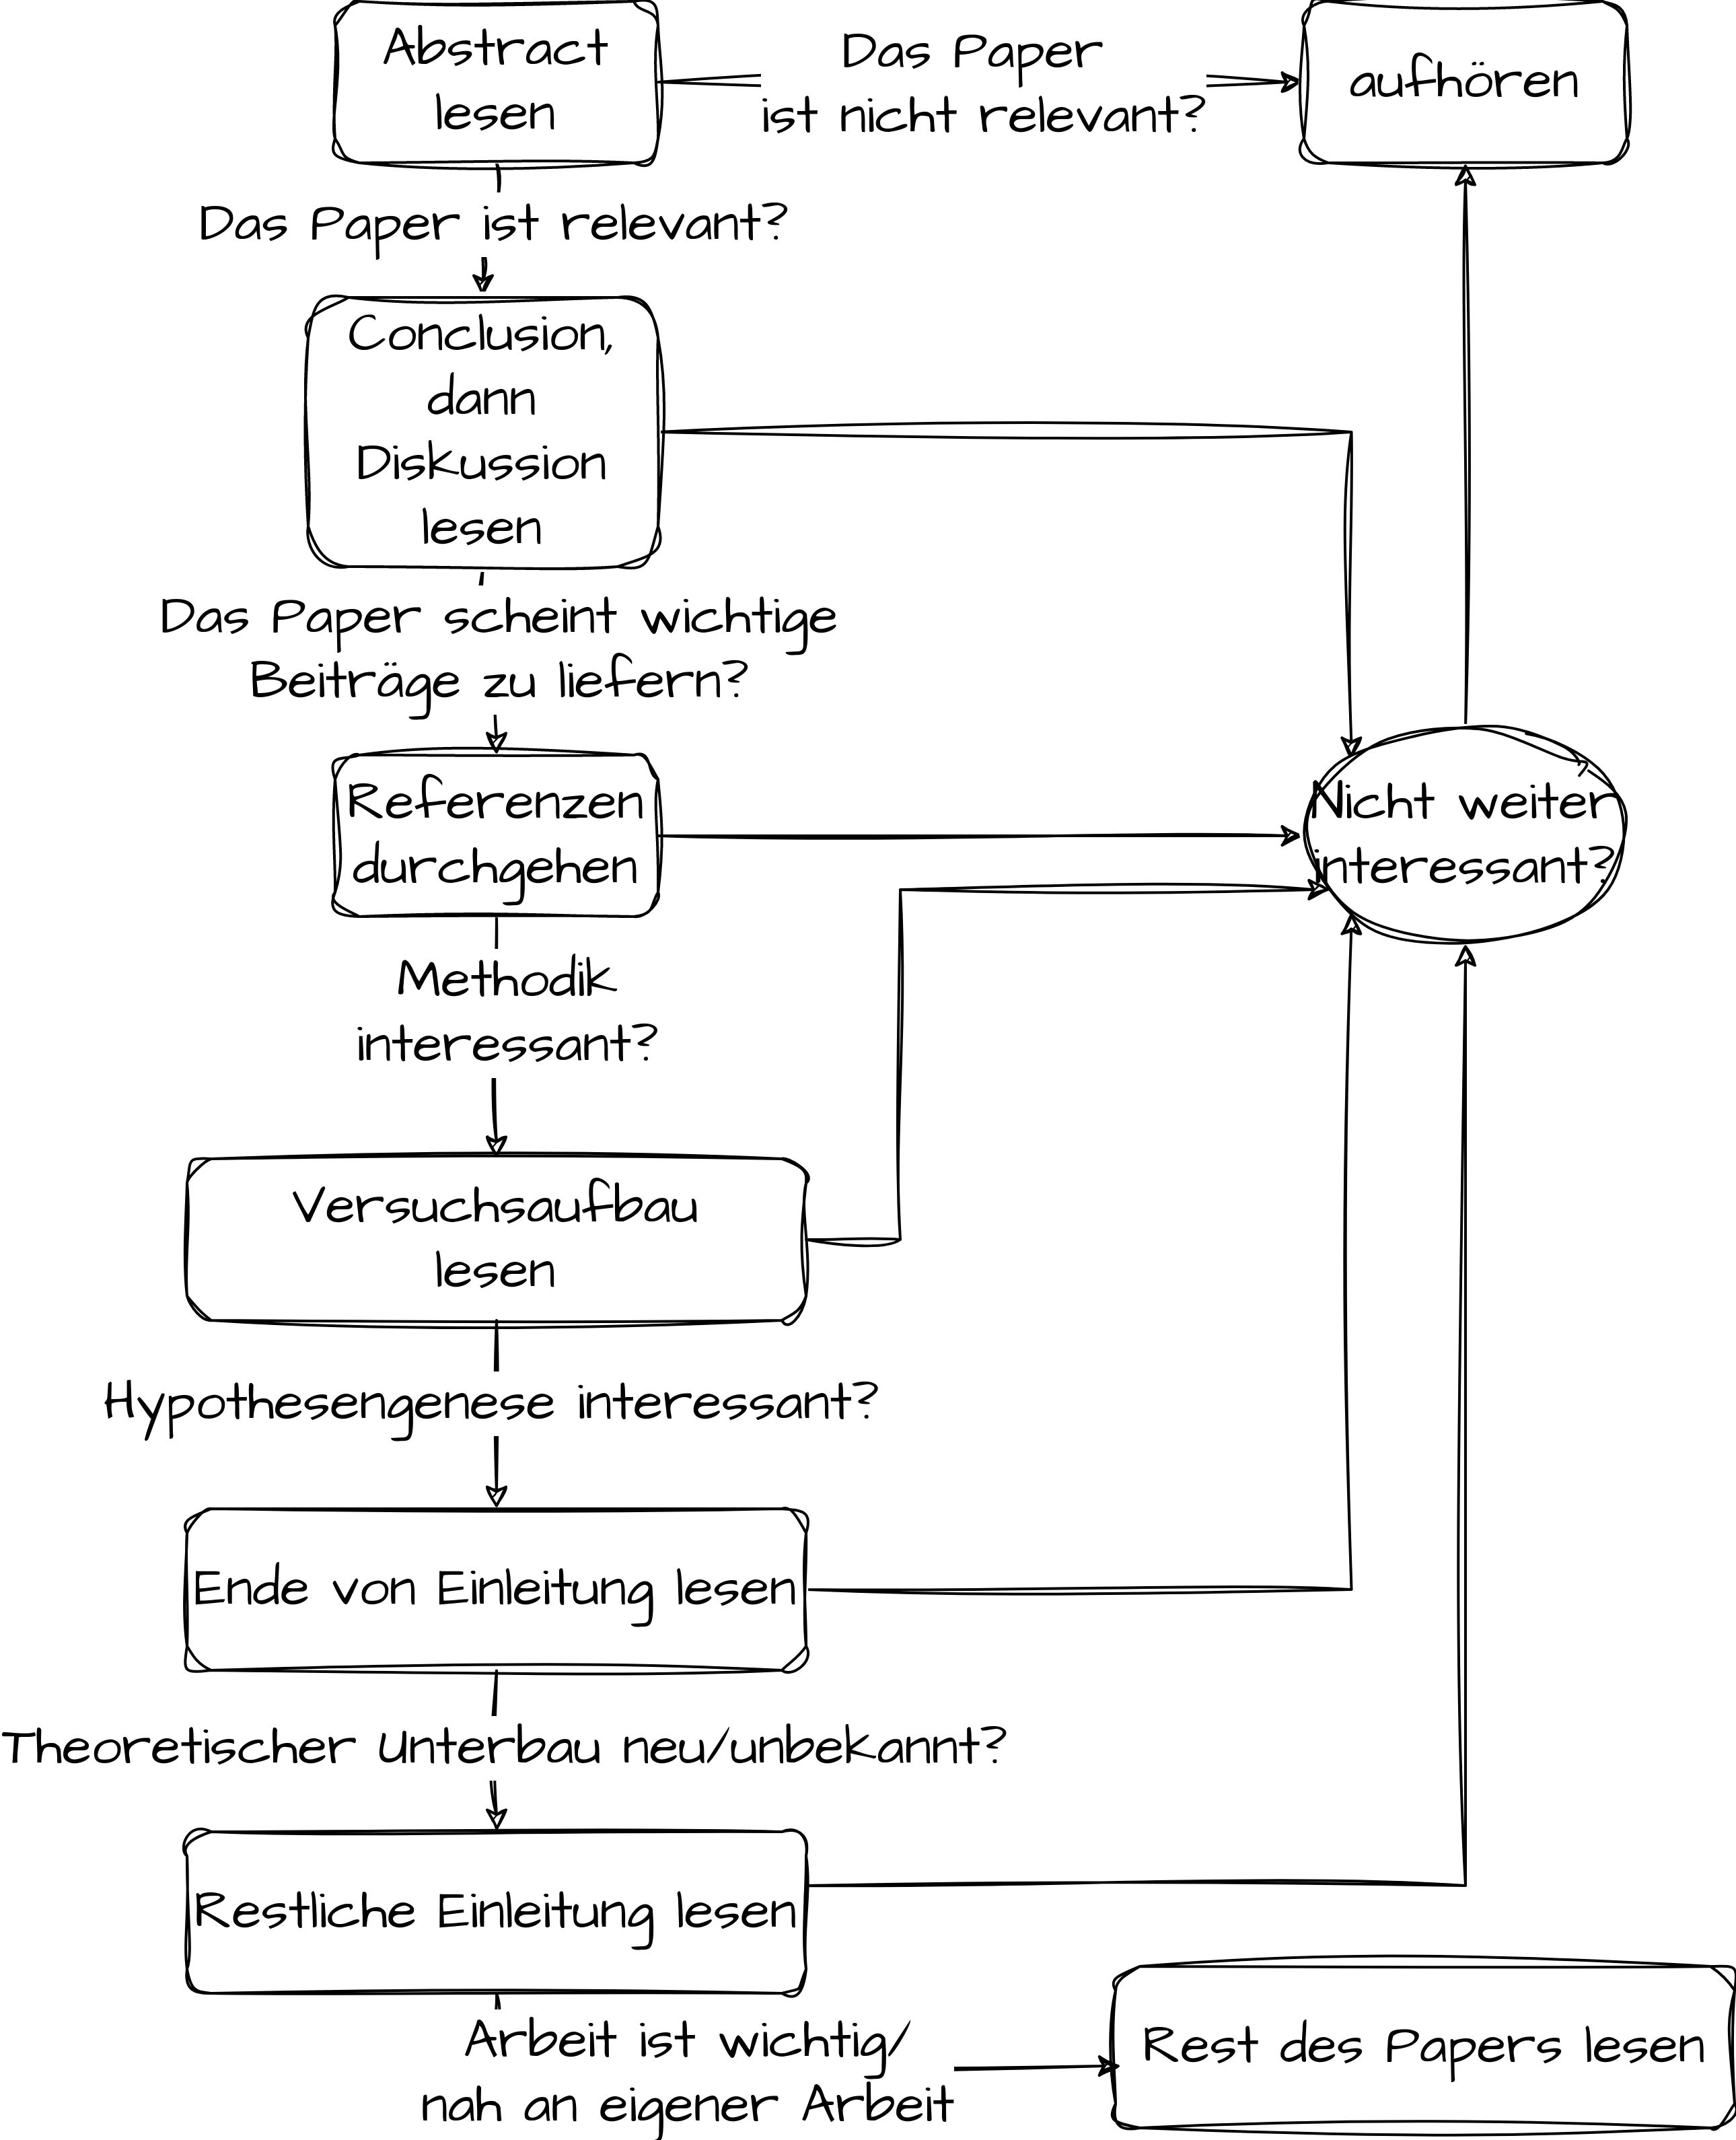 Abstract
lesen
Das Paper
ist nicht relevant?
aufhören
Das Paper ist relevant?
Conclusion,
dann
Diskussion
lesen
Das Paper scheint wichtige
Beiträge zu liefern?
Referenzen
durchgehen
Nicht weiter
interessant?
Methodik
interessant?
Versuchsaufbau
lesen
Hypothesengenese interessant?
Ende von Einleitung lesen
Theoretischer Unterbau neu/unbekannt?
Restliche Einleitung lesen
Arbeit ist wichtig/
nah an eigener Arbeit
Rest des Papers lesen